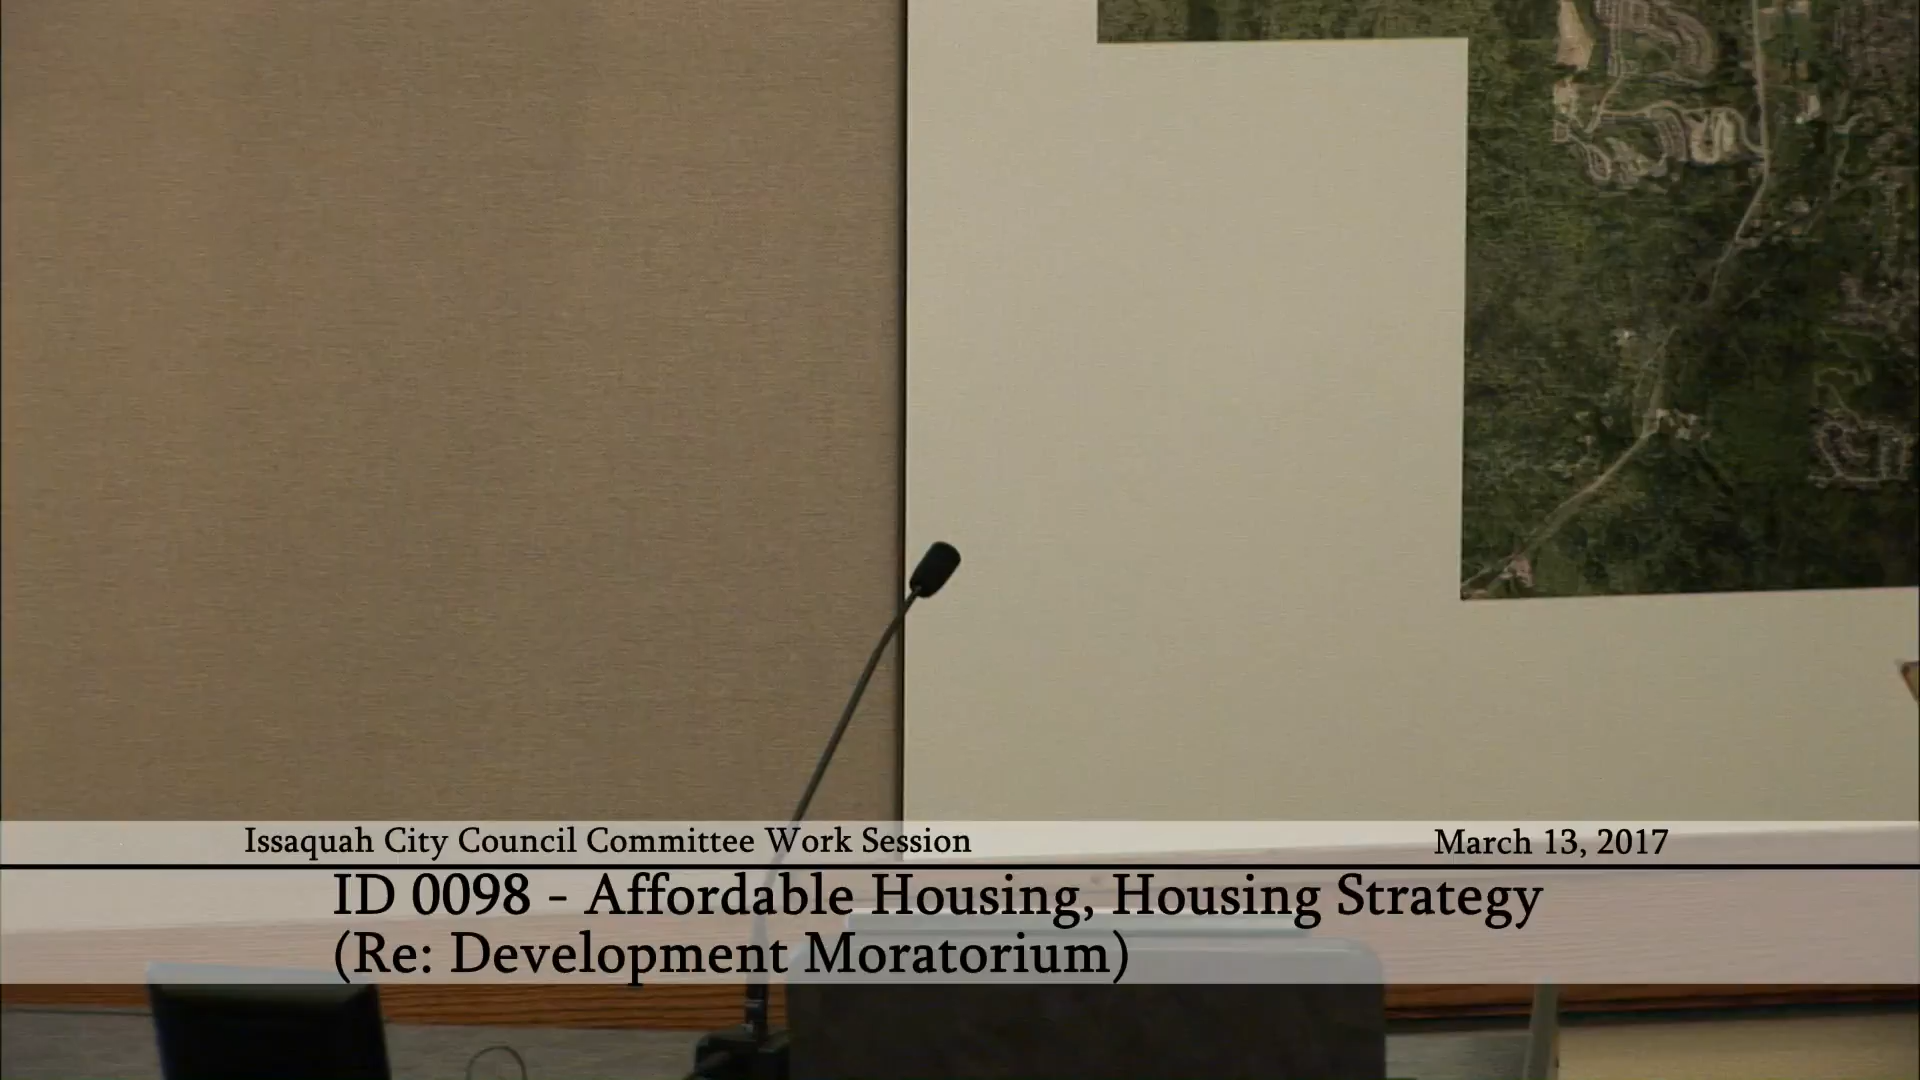 Issaquah City Council Committee Work Session
March 13, 2017
ID 0098 - Affordable Housing, Housing Strategy
(Re: Development Moratorium)